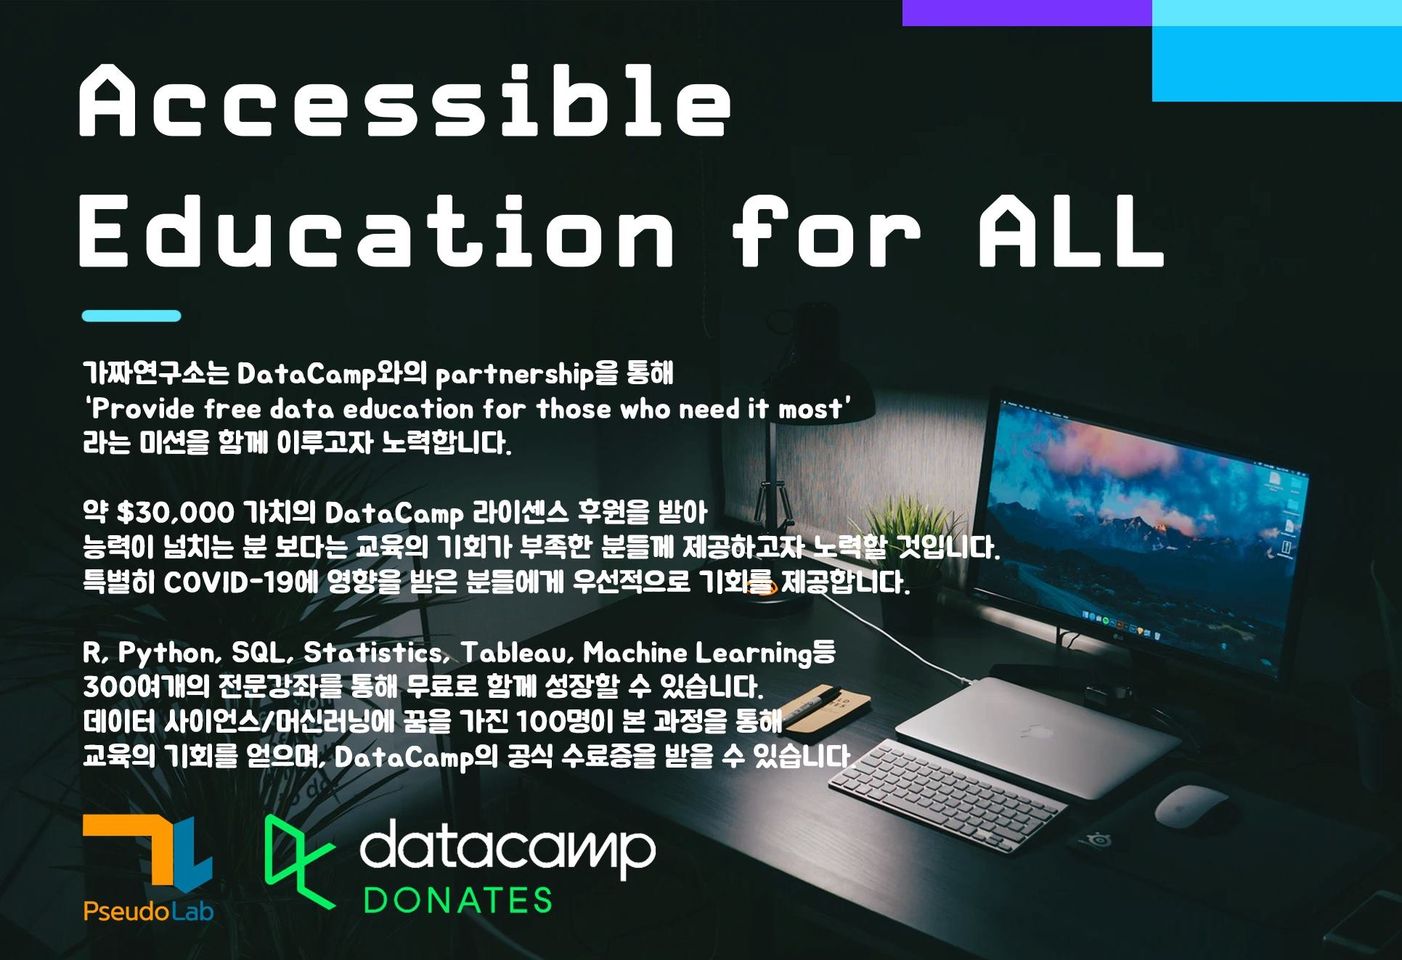 Accessible
Education for ALL
가짜연구소는 DataCamp와의 partnership을 통해
‘Provide free data education for those who need it most’
라는 미션을 함께 이루고자 노력합니다.
약 $30,000 가치의 DataCamp 라이센스 후원을 받아
능력이 넘치는 분 보다는 교육의 기회가 부족한 분들께 제공하고자 노력할 것입니다.
특별히 COVID-19에 영향을 받은 분들에게 우선적으로 기회를 제공합니다.
R, Python, SQL, Statistics, Tableau, Machine Learning등
300여개의 전문강좌를 통해 무료로 함께 성장할 수 있습니다.
데이터 사이언스/머신러닝에 꿈을 가진 100명이 본 과정을 통해
교육의 기회를 얻으며, DataCamp의 공식 수료증을 받을 수 있습니다.
PseudoLab
datacamp
DONATES